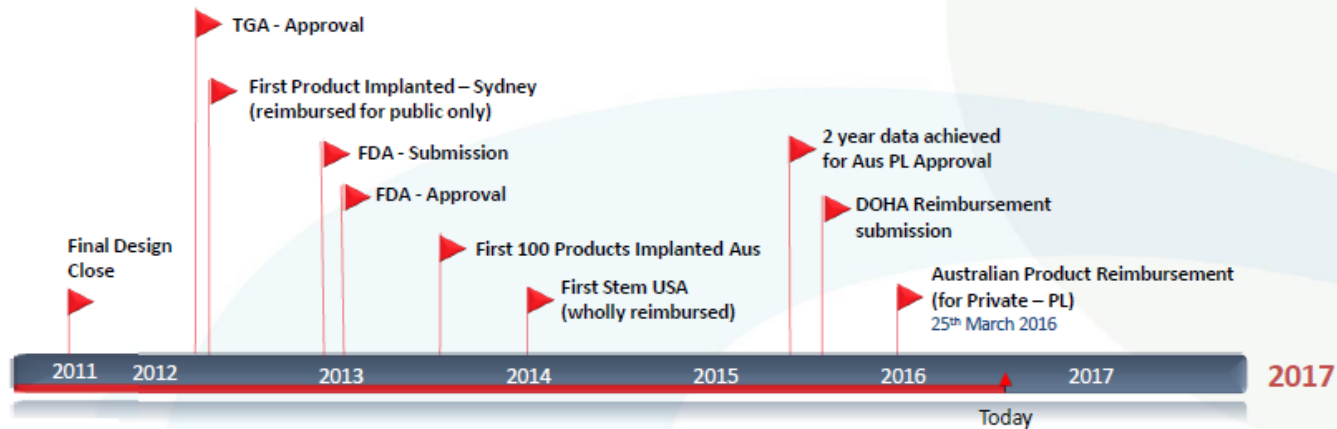 TGA - Approval
First Product Implanted – Sydney
(reimbursed for public only)
FDA - Submission
2 year data achieved
for Aus PL Approval
FDA - Approval
DOHA Reimbursement
submission
Final Design
Close
First 100 Products Implanted Aus
First Stem USA
(wholly reimbursed)
Australian Product Reimbursement
(for Private – PL)
25th March 2016
2011 2012 2013 2014 2015 2016 2017 2017
Today